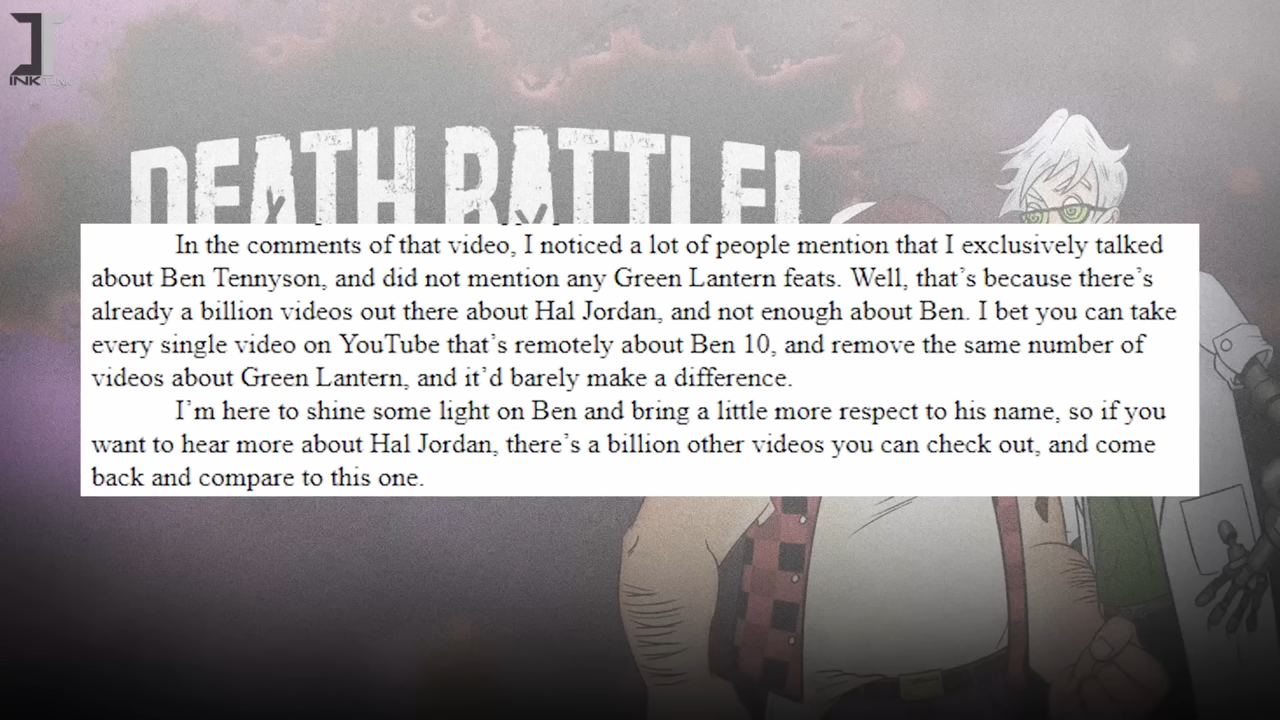 INKTANK
DEATH BATTLE!
In the comments of that video, I noticed a lot of people mention that I exclusively talked
about Ben Tennyson, and did not mention any Green Lantern feats. Well, that’s because there’s
already a billion videos out there about Hal Jordan, and not enough about Ben. I bet you can take
every single video on YouTube that’s remotely about Ben 10, and remove the same number of
videos about Green Lantern, and it’d barely make a difference.
I’m here to shine some light on Ben and bring a little more respect to his name, so if you
want to hear more about Hal Jordan, there’s a billion other videos you can check out, and come
back and compare to this one.